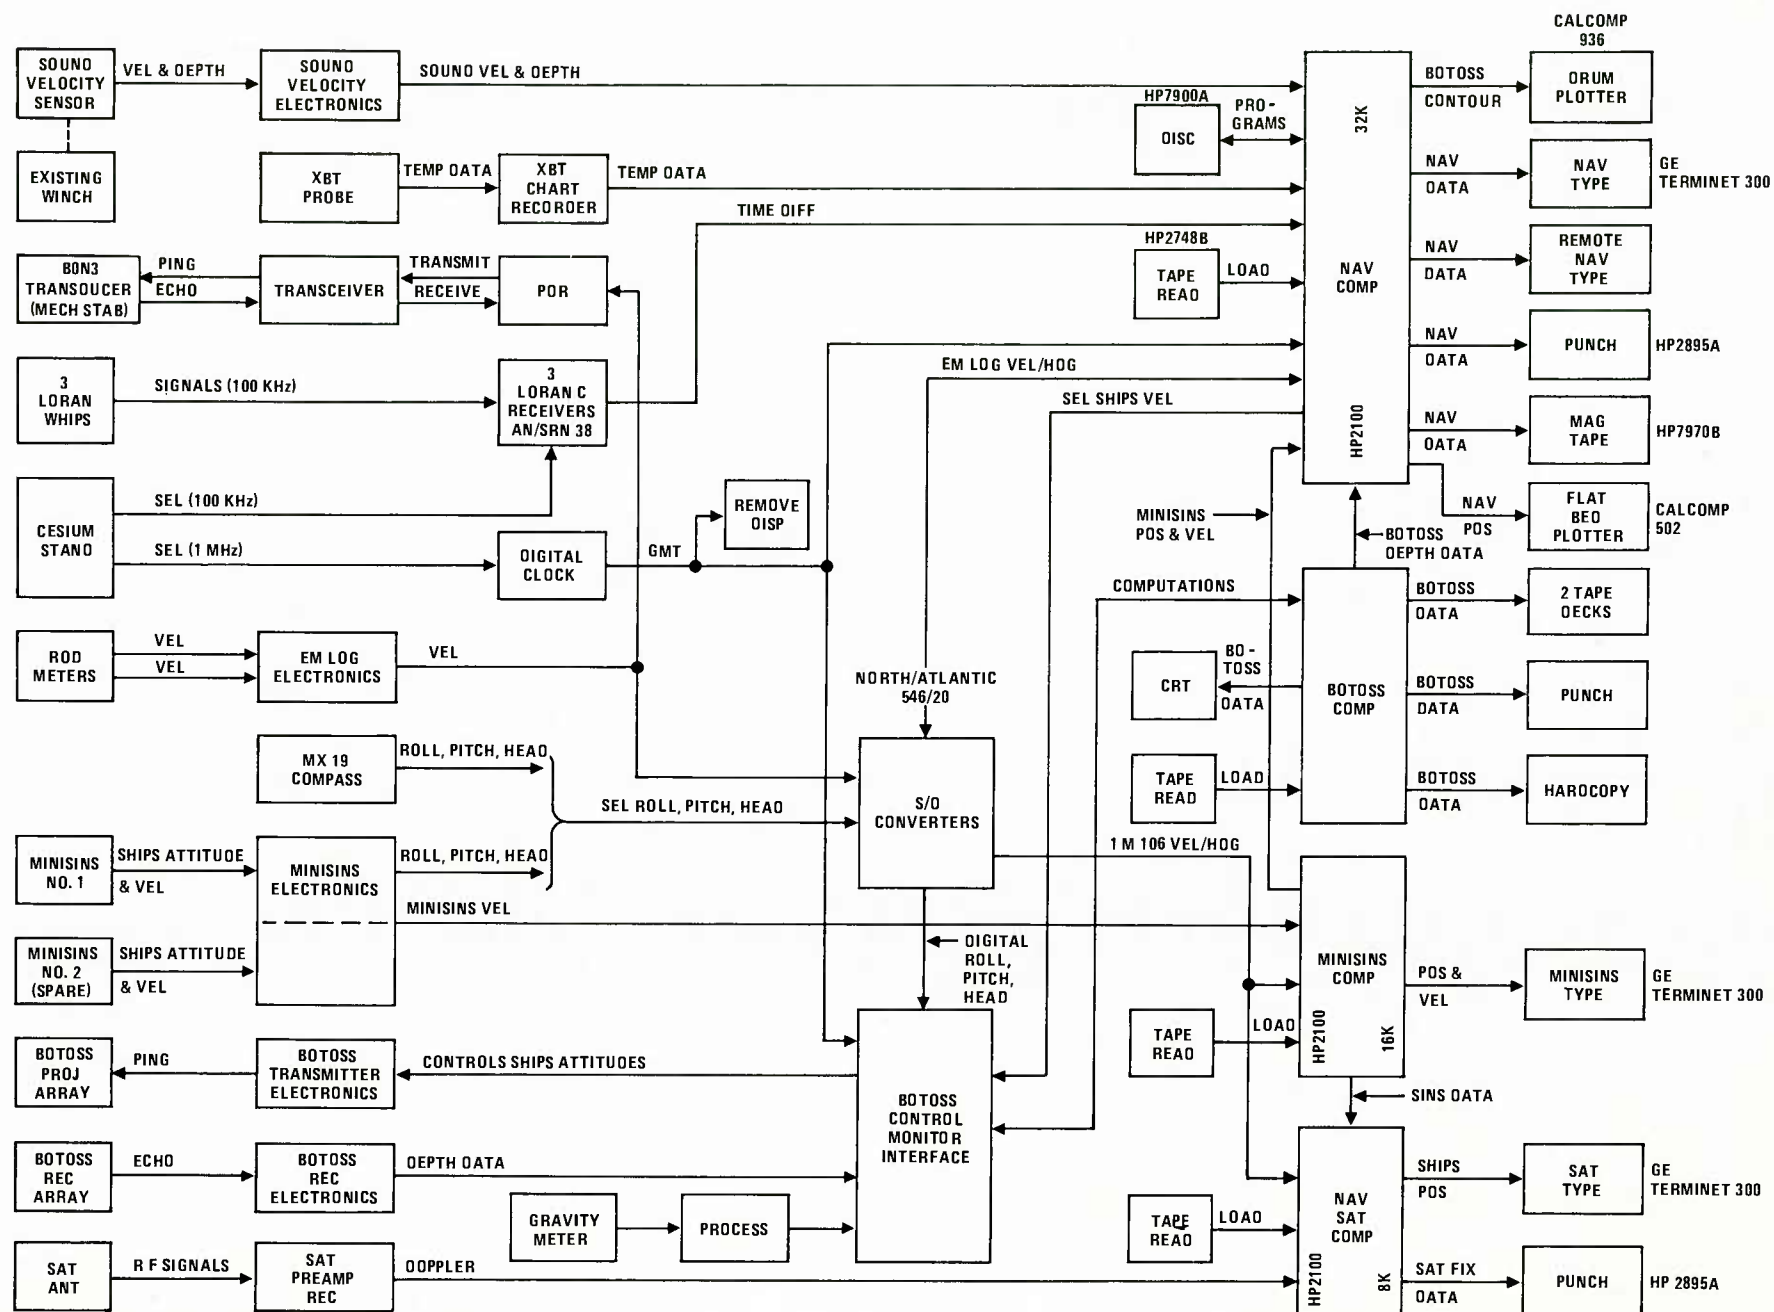 CALCOMP
936
SOUND
VELOCITY
SENSOR
VEL & DEPTH
SOUND
VELOCITY
ELECTRONICS
SOUND VEL & DEPTH
HP7900A
DISC
PRO-
GRAMS
32K
NAV
COMP
HP2100
BOTOSS
CONTOUR
DRUM
PLOTTER
EXISTING
WINCH
XBT
PROBE
TEMP DATA
XBT
CHART
RECORDER
TEMP DATA
NAV
DATA
NAV
TYPE
GE
TERMINET 300
TIME DIFF
BON3
TRANSDUCER
(MECH STAB)
PING
ECHO
TRANSCEIVER
TRANSMIT
RECEIVE
PDR
HP2748B
TAPE
READ
LOAD
NAV
DATA
REMOTE
NAV
TYPE
NAV
DATA
PUNCH
HP2895A
3
LORAN
WHIPS
SIGNALS (100 KHz)
3
LORAN C
RECEIVERS
AN/SRN 38
EM LOG VEL/HDG
SEL SHIPS VEL
NAV
DATA
MAG
TAPE
HP7970B
CESIUM
STAND
SEL (100 KHz)
SEL (1 MHz)
DIGITAL
CLOCK
GMT
REMOVE
DISP
MINISINS
POS & VEL
BOTOSS
DEPTH DATA
NAV
POS
FLAT
BED
PLOTTER
CALCOMP
502
COMPUTATIONS
BOTOSS
COMP
BOTOSS
DATA
2 TAPE
DECKS
ROD
METERS
VEL
VEL
EM LOG
ELECTRONICS
VEL
NORTH/ATLANTIC
546/20
CRT
BO-
TOSS
DATA
BOTOSS
DATA
PUNCH
MX 19
COMPASS
ROLL, PITCH, HEAD
SEL ROLL, PITCH, HEAD
S/D
CONVERTERS
TAPE
READ
LOAD
BOTOSS
DATA
HARDCOPY
MINISINS
NO. 1
SHIPS ATTITUDE
& VEL
MINISINS
ELECTRONICS
ROLL, PITCH, HEAD
MINISINS VEL
1 M 106 VEL/HDG
MINISINS
NO. 2
(SPARE)
SHIPS ATTITUDE
& VEL
DIGITAL
ROLL,
PITCH,
HEAD
MINISINS
COMP
HP2100
16K
POS &
VEL
MINISINS
TYPE
GE
TERMINET 300
TAPE
READ
LOAD
BOTOSS
PROJ
ARRAY
PING
BOTOSS
TRANSMITTER
ELECTRONICS
CONTROLS SHIPS ATTITUDES
BOTOSS
CONTROL
MONITOR
INTERFACE
SINS DATA
BOTOSS
REC
ARRAY
ECHO
BOTOSS
REC
ELECTRONICS
DEPTH DATA
GRAVITY
METER
PROCESS
TAPE
READ
LOAD
NAV
SAT
COMP
HP2100
8K
SHIPS
POS
SAT
TYPE
GE
TERMINET 300
SAT
ANT
R F SIGNALS
SAT
PREAMP
REC
DOPPLER
SAT FIX
DATA
PUNCH
HP 2895A